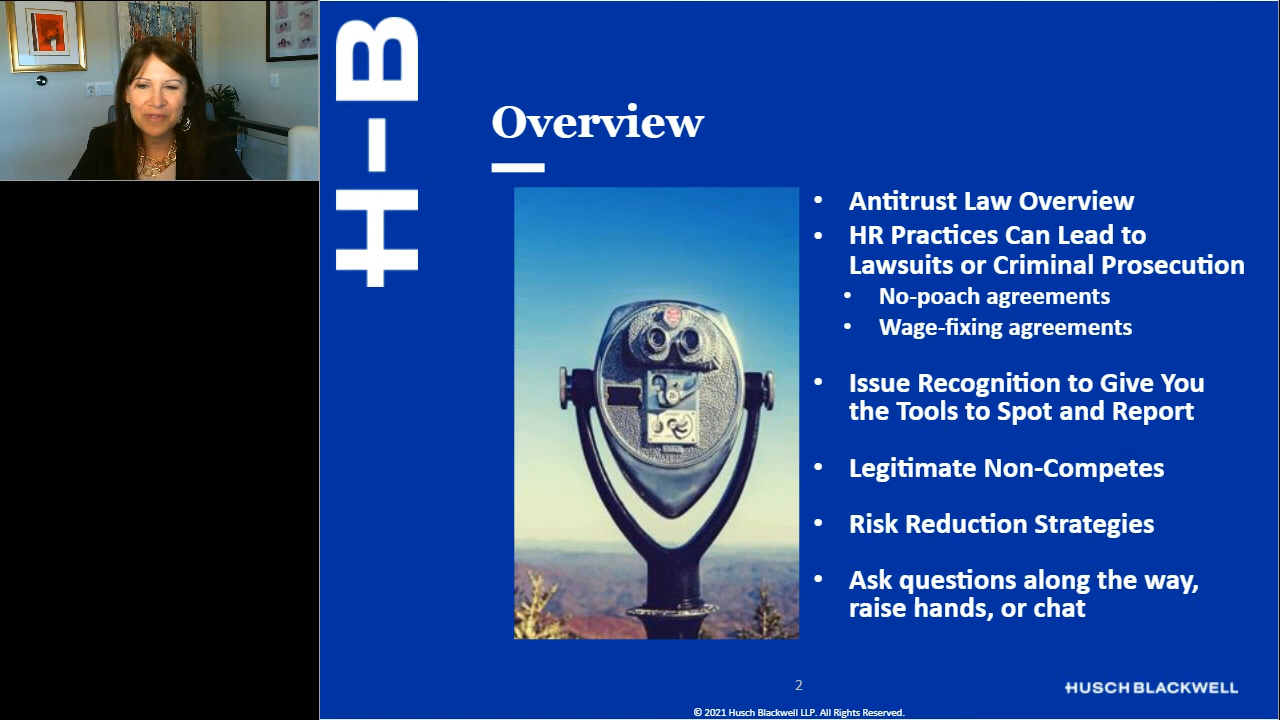 H-B
Overview
• Antitrust Law Overview
• HR Practices Can Lead to
Lawsuits or Criminal Prosecution
• No-poach agreements
• Wage-fixing agreements
• Issue Recognition to Give You
the Tools to Spot and Report
• Legitimate Non-Competes
• Risk Reduction Strategies
• Ask questions along the way,
raise hands, or chat
2
HUSCH BLACKWELL
© 2021 Husch Blackwell LLP. All Rights Reserved.